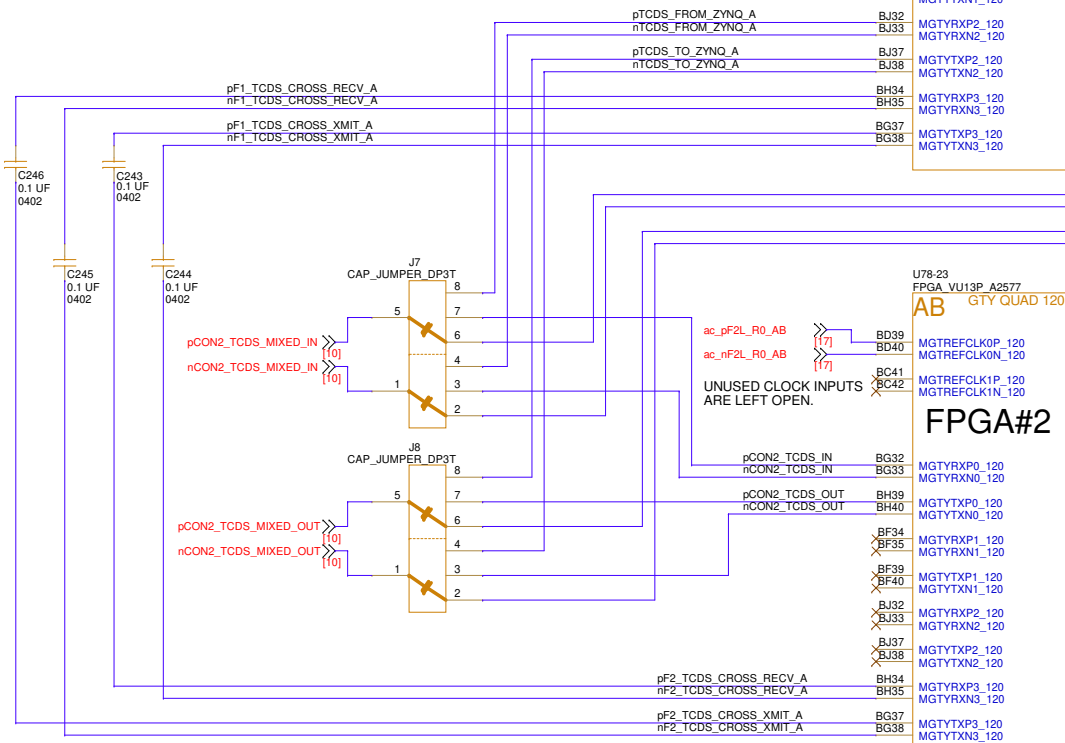 MGTYTXN1_120
pTCDS_FROM_ZYNQ_A
nTCDS_FROM_ZYNQ_A
BJ32
BJ33
MGTYRXP2_120
MGTYRXN2_120
pTCDS_TO_ZYNQ_A
nTCDS_TO_ZYNQ_A
BJ37
BJ38
MGTYTXP2_120
MGTYTXN2_120
pF1_TCDS_CROSS_RECV_A
nF1_TCDS_CROSS_RECV_A
BH34
BH35
MGTYRXP3_120
MGTYRXN3_120
pF1_TCDS_CROSS_XMIT_A
nF1_TCDS_CROSS_XMIT_A
BG37
BG38
MGTYTXP3_120
MGTYTXN3_120
C246
0.1 UF
0402
C243
0.1 UF
0402
C245
0.1 UF
0402
C244
0.1 UF
0402
J7
CAP_JUMPER_DP3T
8
5
7
6
4
1
3
2
pCON2_TCDS_MIXED_IN
[10]
nCON2_TCDS_MIXED_IN
[10]
J8
CAP_JUMPER_DP3T
8
5
7
6
4
1
3
2
pCON2_TCDS_MIXED_OUT
[10]
nCON2_TCDS_MIXED_OUT
[10]
U78-23
FPGA_VU13P_A2577
AB
GTY QUAD 120
ac_pF2L_R0_AB
[17]
ac_nF2L_R0_AB
[17]
BD39
BD40
MGTREFCLK0P_120
MGTREFCLK0N_120
UNUSED CLOCK INPUTS
ARE LEFT OPEN.
BC41
BC42
MGTREFCLK1P_120
MGTREFCLK1N_120
FPGA#2
pCON2_TCDS_IN
nCON2_TCDS_IN
BG32
BG33
MGTYRXP0_120
MGTYRXN0_120
pCON2_TCDS_OUT
nCON2_TCDS_OUT
BH39
BH40
MGTYTXP0_120
MGTYTXN0_120
BF34
BF35
MGTYRXP1_120
MGTYRXN1_120
BF39
BF40
MGTYTXP1_120
MGTYTXN1_120
BJ32
BJ33
MGTYRXP2_120
MGTYRXN2_120
BJ37
BJ38
MGTYTXP2_120
MGTYTXN2_120
pF2_TCDS_CROSS_RECV_A
nF2_TCDS_CROSS_RECV_A
BH34
BH35
MGTYRXP3_120
MGTYRXN3_120
pF2_TCDS_CROSS_XMIT_A
nF2_TCDS_CROSS_XMIT_A
BG37
BG38
MGTYTXP3_120
MGTYTXN3_120